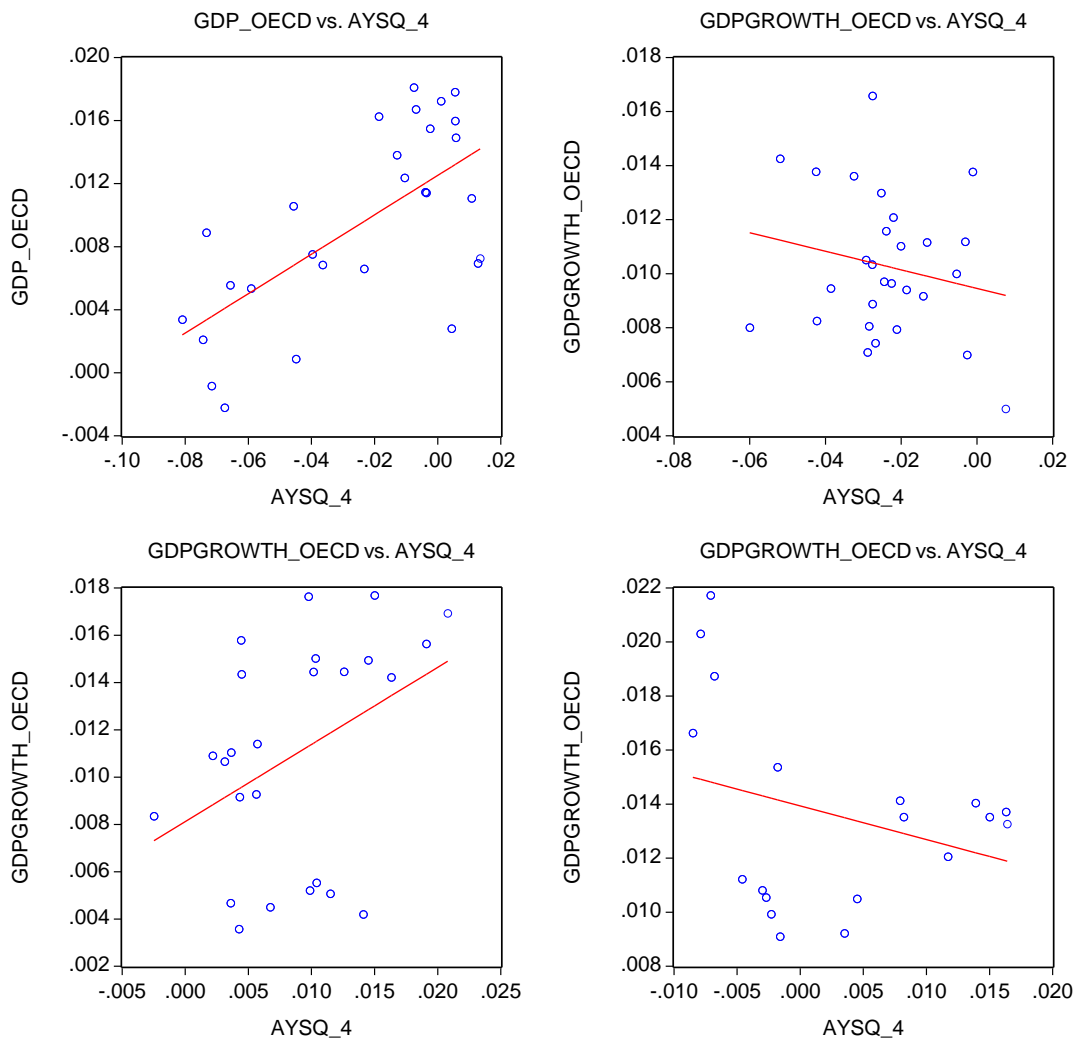 GDP_OECD vs. AYSQ_4
GDP_OECD
.020
.016
.012
.008
.004
.000
-.004
-.10 -.08 -.06 -.04 -.02 .00 .02
AYSQ_4
GDPGROWTH_OECD vs. AYSQ_4
GDPGROWTH_OECD
.018
.016
.014
.012
.010
.008
.006
.004
-.08 -.06 -.04 -.02 .00 .02
AYSQ_4
GDPGROWTH_OECD vs. AYSQ_4
GDPGROWTH_OECD
.018
.016
.014
.012
.010
.008
.006
.004
.002
-.005 .000 .005 .010 .015 .020 .025
AYSQ_4
GDPGROWTH_OECD vs. AYSQ_4
GDPGROWTH_OECD
.022
.020
.018
.016
.014
.012
.010
.008
-.010 -.005 .000 .005 .010 .015 .020
AYSQ_4